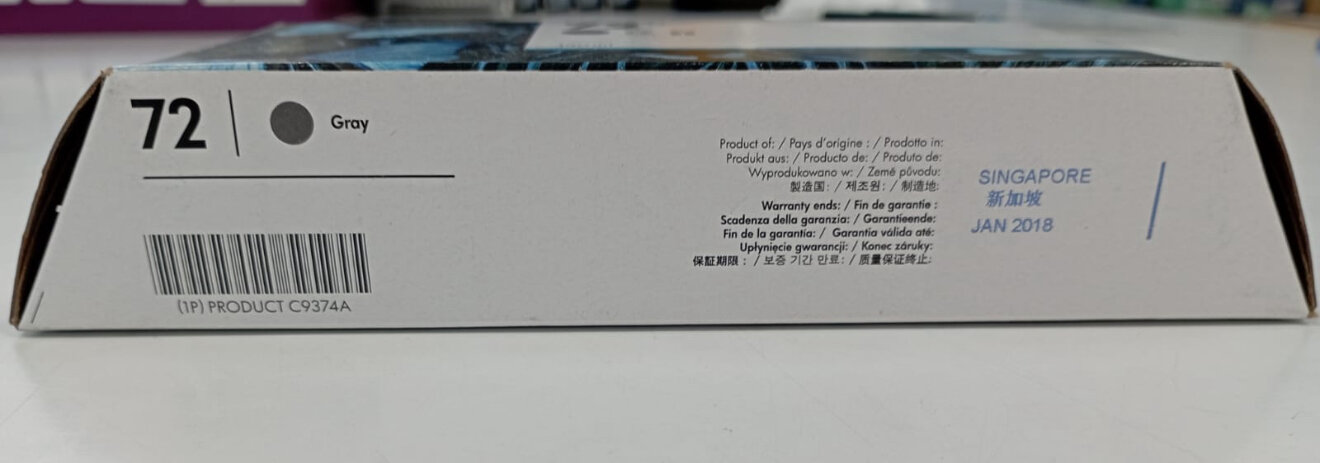 72
Gray
(1P) PRODUCT C9374A
Product of: / Pays d'origine : / Prodotto in:
Produkt aus: / Producto de: / Produto de:
Wyprodukowano w: / Země původu:
製造国: / 제조원: / 制造地:
SINGAPORE
新加坡
Warranty ends: / Fin de garantie :
Scadenza della garanzia: / Garantieende:
Fin de la garantía: / Garantia válida até:
Upłynięcie gwarancji: / Konec záruky:
保証期限 : / 보증 기간 만료: / 质量保证终止:
JAN 2018